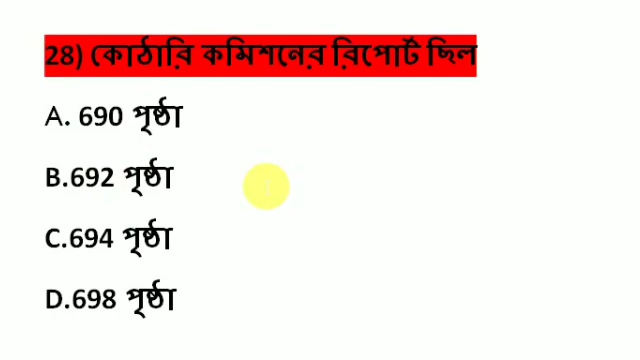 28) কোঠারি কমিশনের রিপোর্ট ছিল
A. 690 পৃষ্ঠা
B.692 পৃষ্ঠা
C.694 পৃষ্ঠা
D.698 পৃষ্ঠা